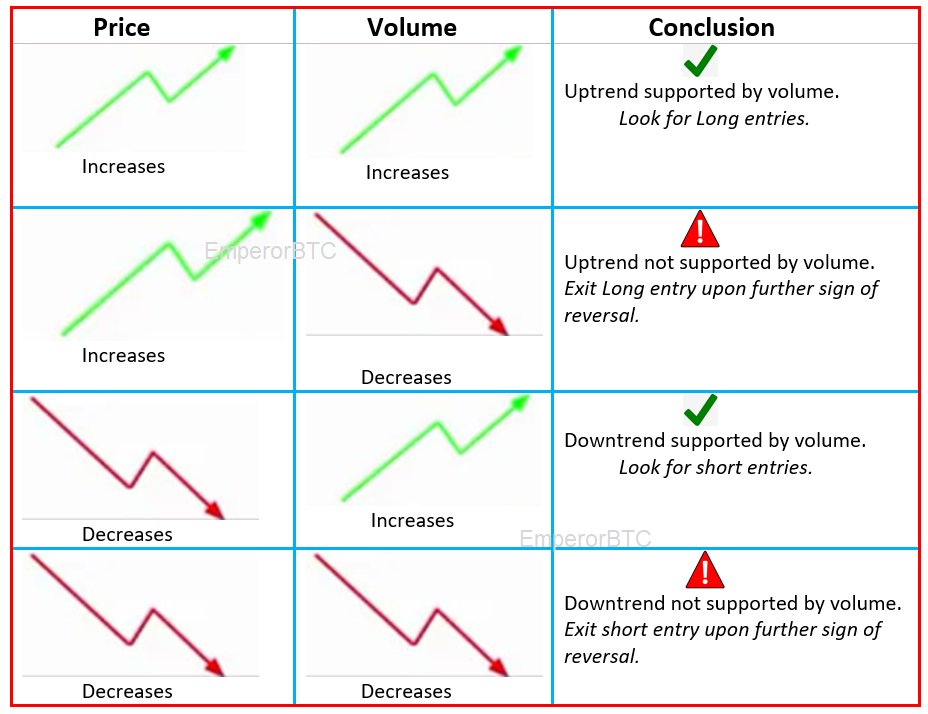 Price
Volume
Conclusion
Increases
Increases
Uptrend supported by volume.
Look for Long entries.
EmperorBTC
Increases
Decreases
Uptrend not supported by volume.
Exit Long entry upon further sign of
reversal.
Decreases
Increases
Downtrend supported by volume.
Look for short entries.
EmperorBTC
Decreases
Decreases
Downtrend not supported by volume.
Exit short entry upon further sign of
reversal.